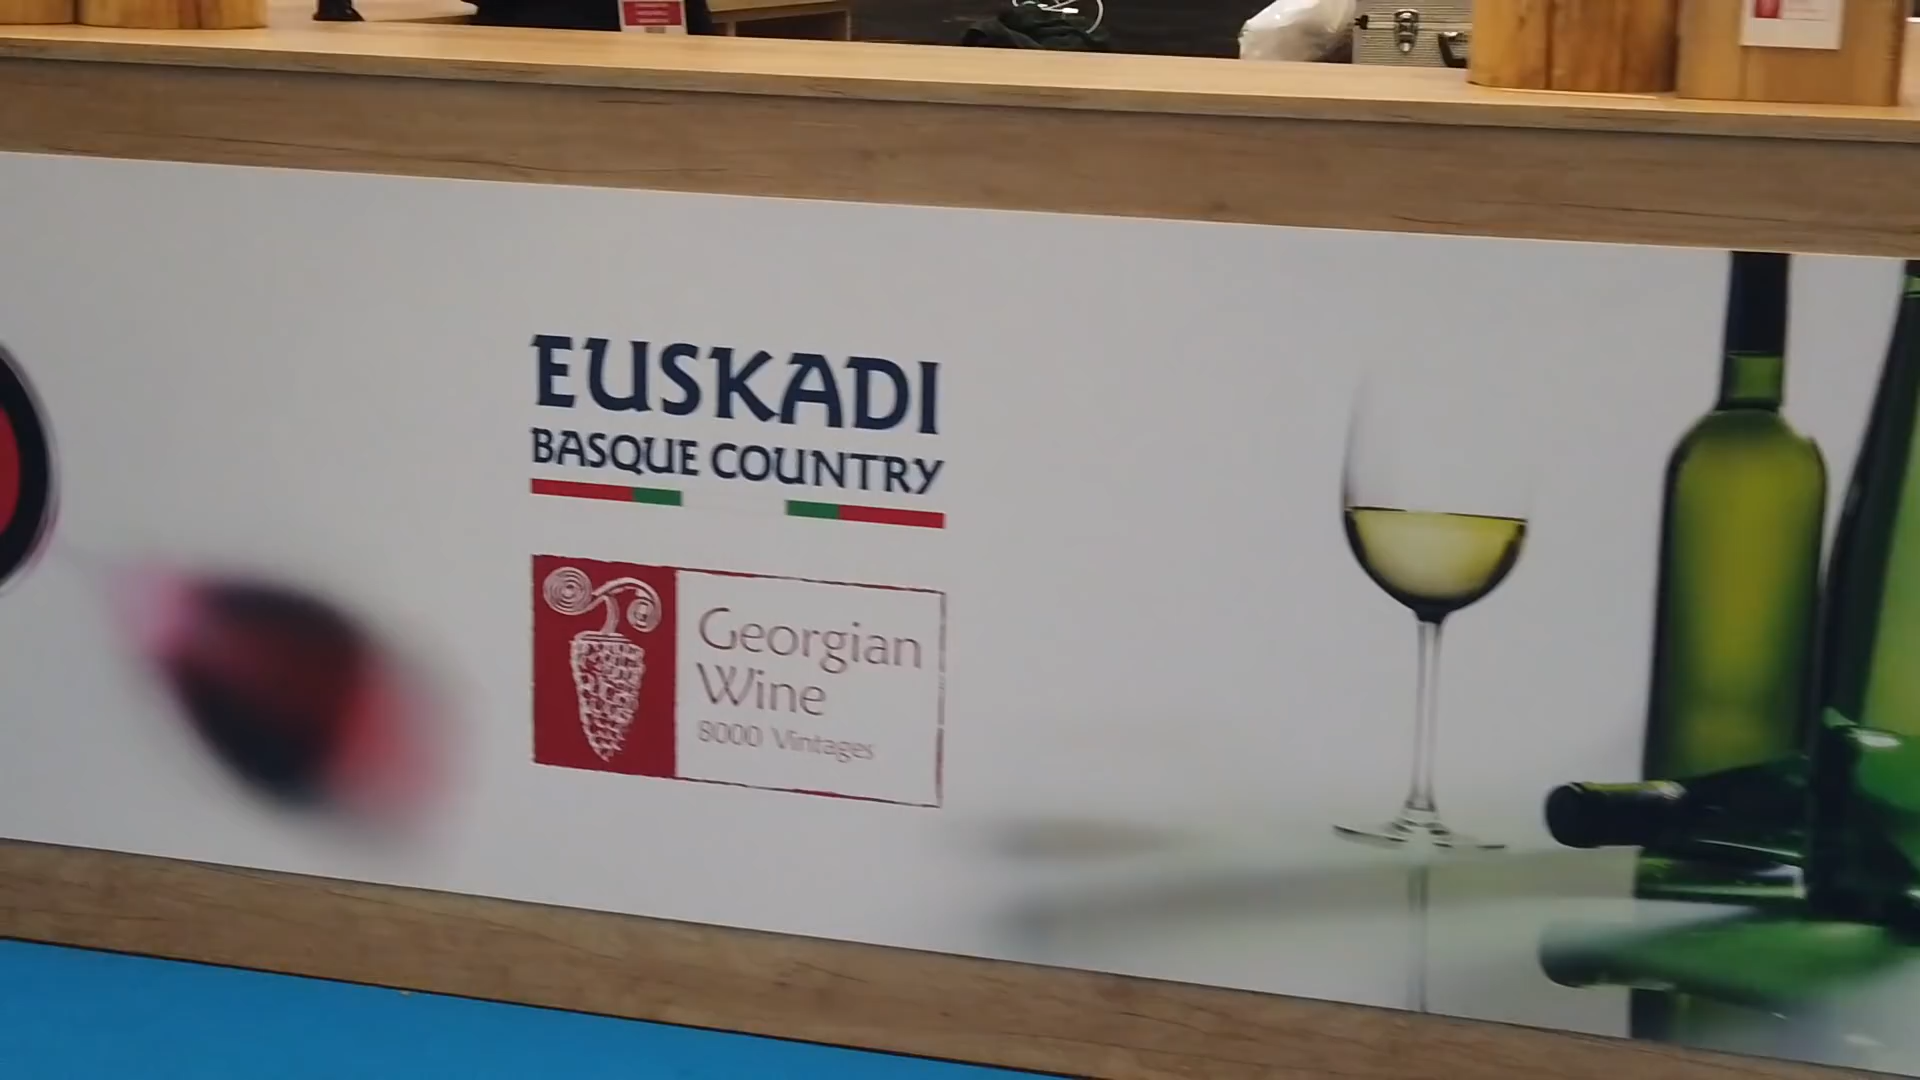 EUSKADI
BASQUE COUNTRY
Georgian
Wine
8000 Vintages